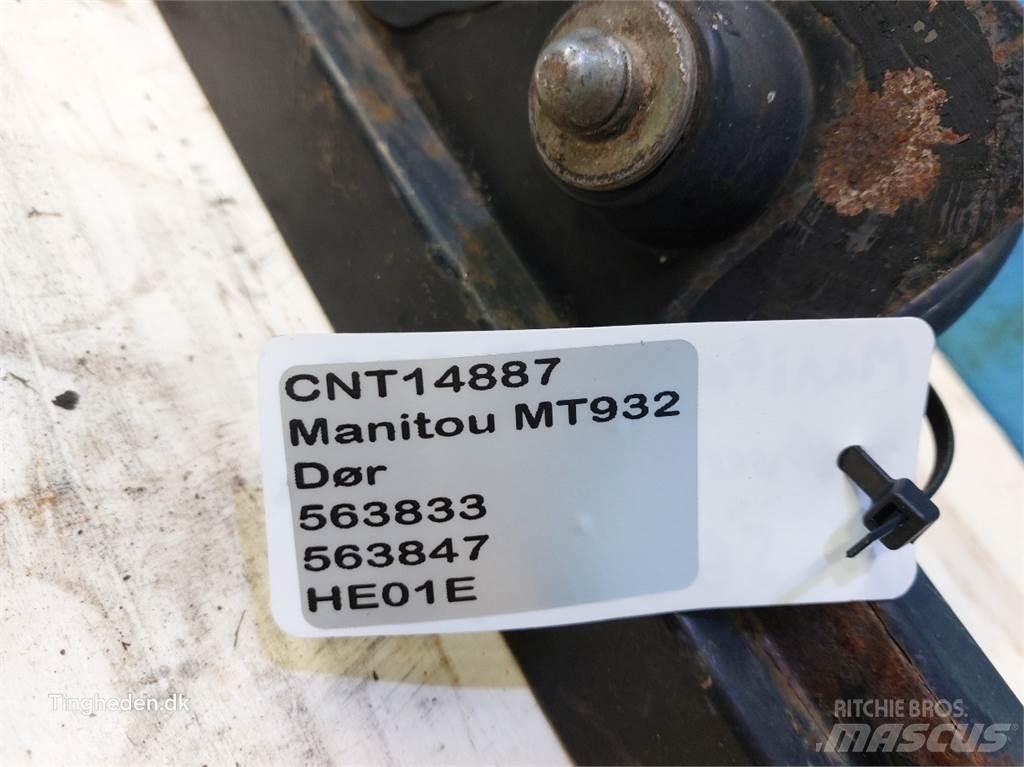 CNT14887
Manitou MT932
Dør
563833
563847
HE01E
Tingheden.dk
RITCHIE BROS.
MASCUS